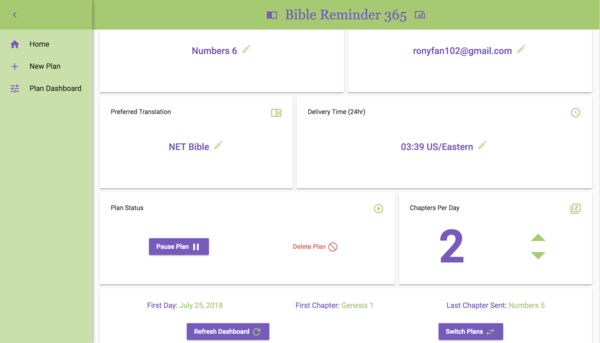 Bible Reminder 365
Home
New Plan
Plan Dashboard
Numbers 6
ronyfan102@gmail.com
Preferred Translation
NET Bible
Delivery Time (24hr)
03:39 US/Eastern
Plan Status
Pause Plan
Delete Plan
Chapters Per Day
2
First Day: July 25, 2018
First Chapter: Genesis 1
Last Chapter Sent: Numbers 5
Refresh Dashboard
Switch Plans